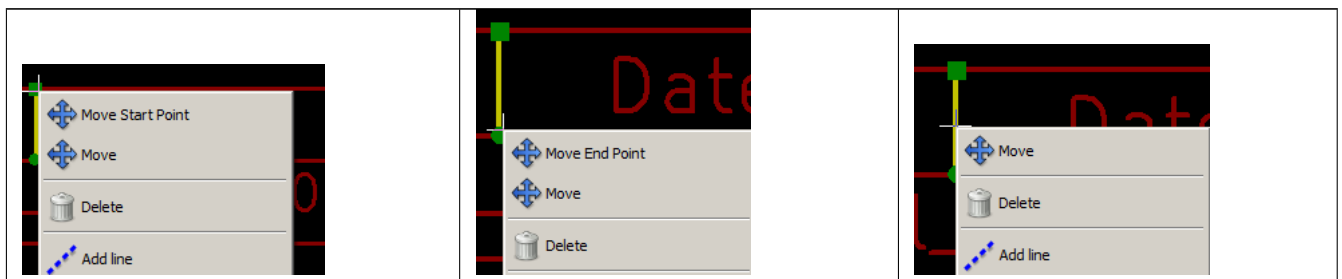 Move Start Point
Move
Delete
Add line
Date
Move End Point
Move
Delete
Move
Delete
Add line